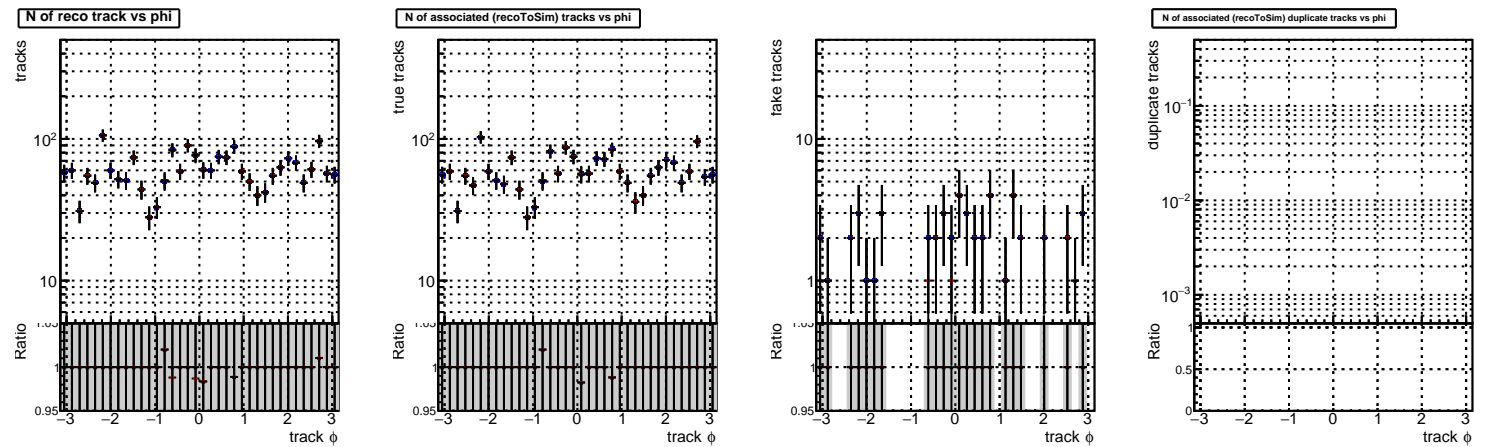 N of reco track vs phi
tracks
10²
10
Ratio
1.05
1
0.95
−3 −2 −1 0 1 2 3
track ϕ
N of associated (recoToSim) tracks vs phi
true tracks
10²
10
Ratio
1.05
1
0.95
−3 −2 −1 0 1 2 3
track ϕ
fake tracks
10
1
Ratio
1.05
1
0.95
−3 −2 −1 0 1 2 3
track ϕ
N of associated (recoToSim) duplicate tracks vs phi
duplicate tracks
10⁻¹
10⁻²
10⁻³
Ratio
1
0.5
0
−3 −2 −1 0 1 2 3
track ϕ